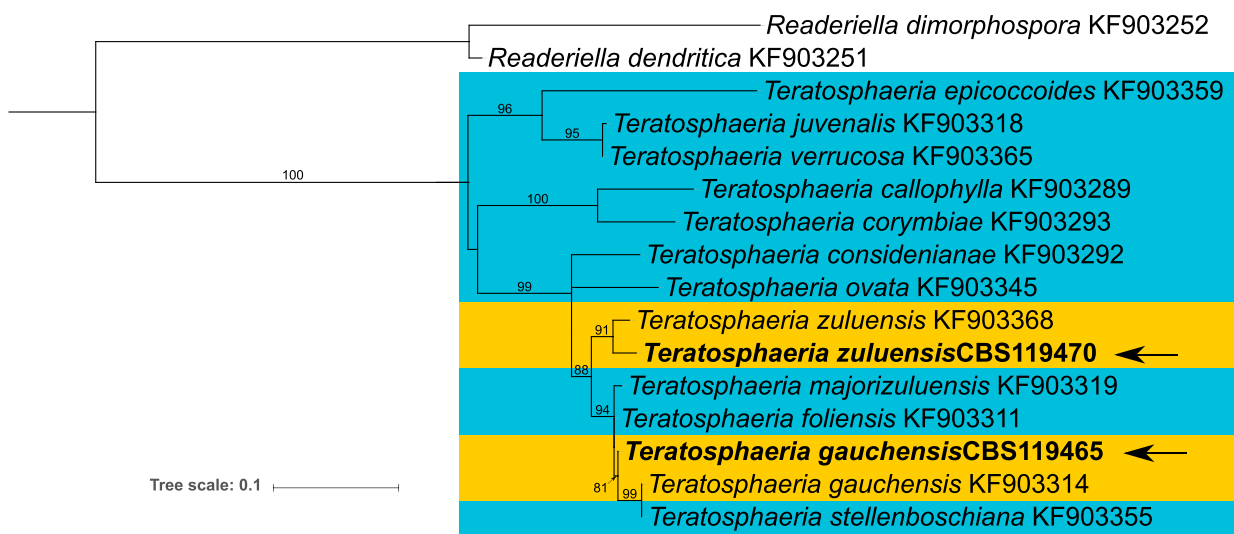 Readeriella dimorphospora KF903252
Readeriella dendritica KF903251
Teratosphaeria epicoccoides KF903359
96
Teratosphaeria juvenalis KF903318
95
Teratosphaeria verrucosa KF903365
100
Teratosphaeria callophylla KF903289
100
Teratosphaeria corymbiae KF903293
Teratosphaeria considenianae KF903292
99
Teratosphaeria ovata KF903345
Teratosphaeria zuluensis KF903368
91
Teratosphaeria zuluensisCBS119470
88
Teratosphaeria majorizuluensis KF903319
94
Teratosphaeria foliensis KF903311
Teratosphaeria gauchensisCBS119465
81
Teratosphaeria gauchensis KF903314
Tree scale: 0.1
99
Teratosphaeria stellenboschiana KF903355